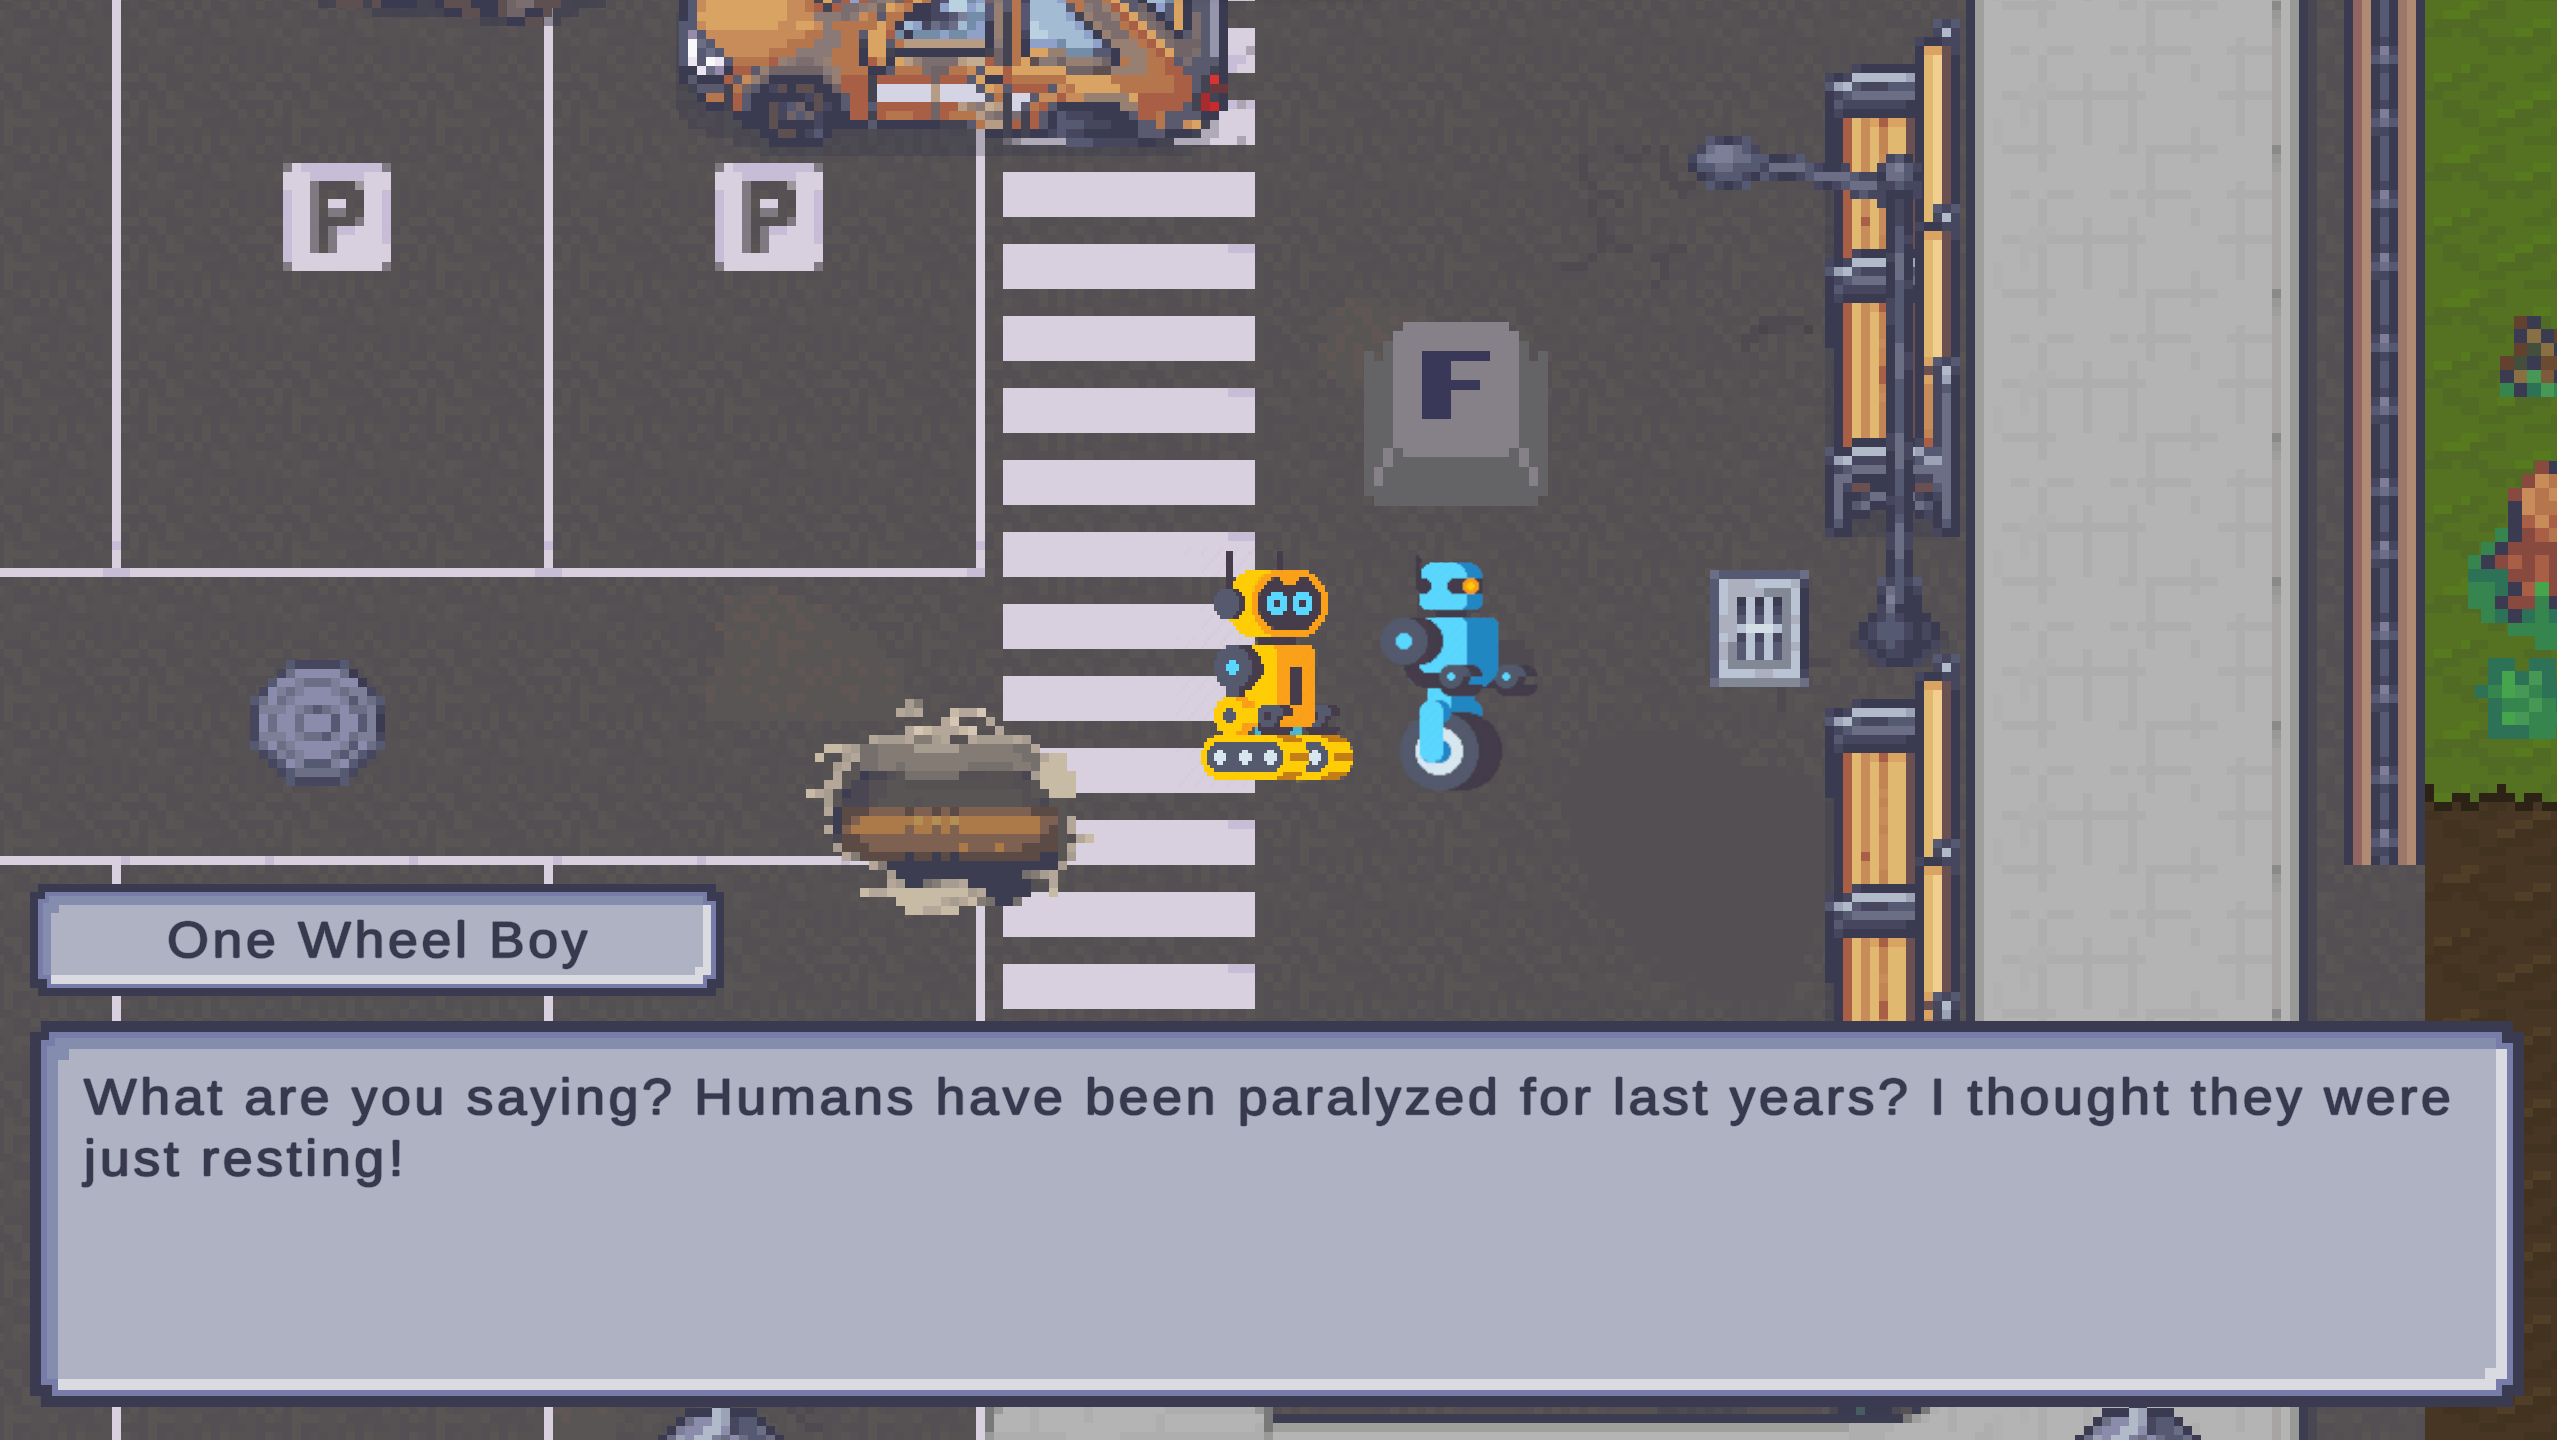 P P
F
One Wheel Boy
What are you saying? Humans have been paralyzed for last years? I thought they were
just resting!